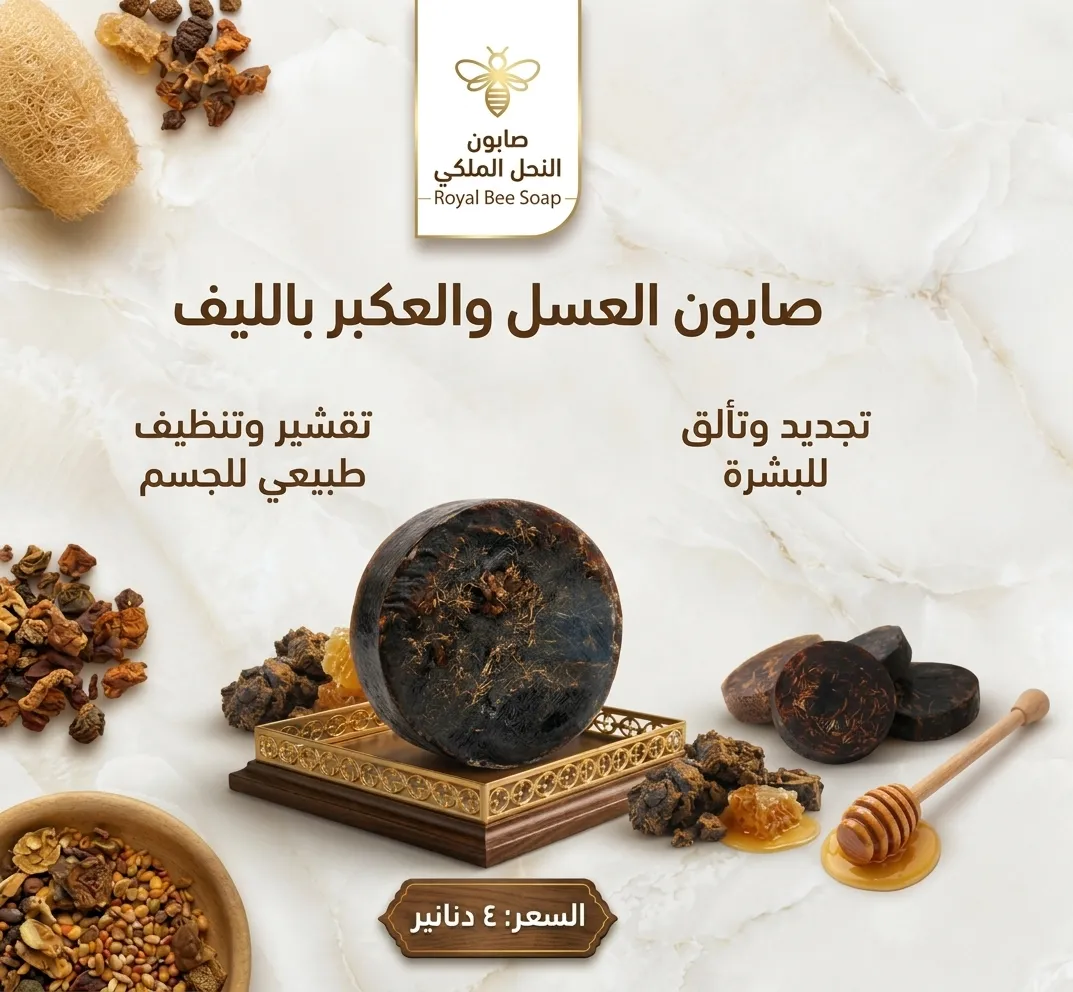 صابون
النحل الملكي
Royal Bee Soap
صابون العسل والعكبر بالليف
تجديد وتألق
للبشرة
تقشير وتنظيف
طبيعي للجسم
السعر: ٤ دنانير